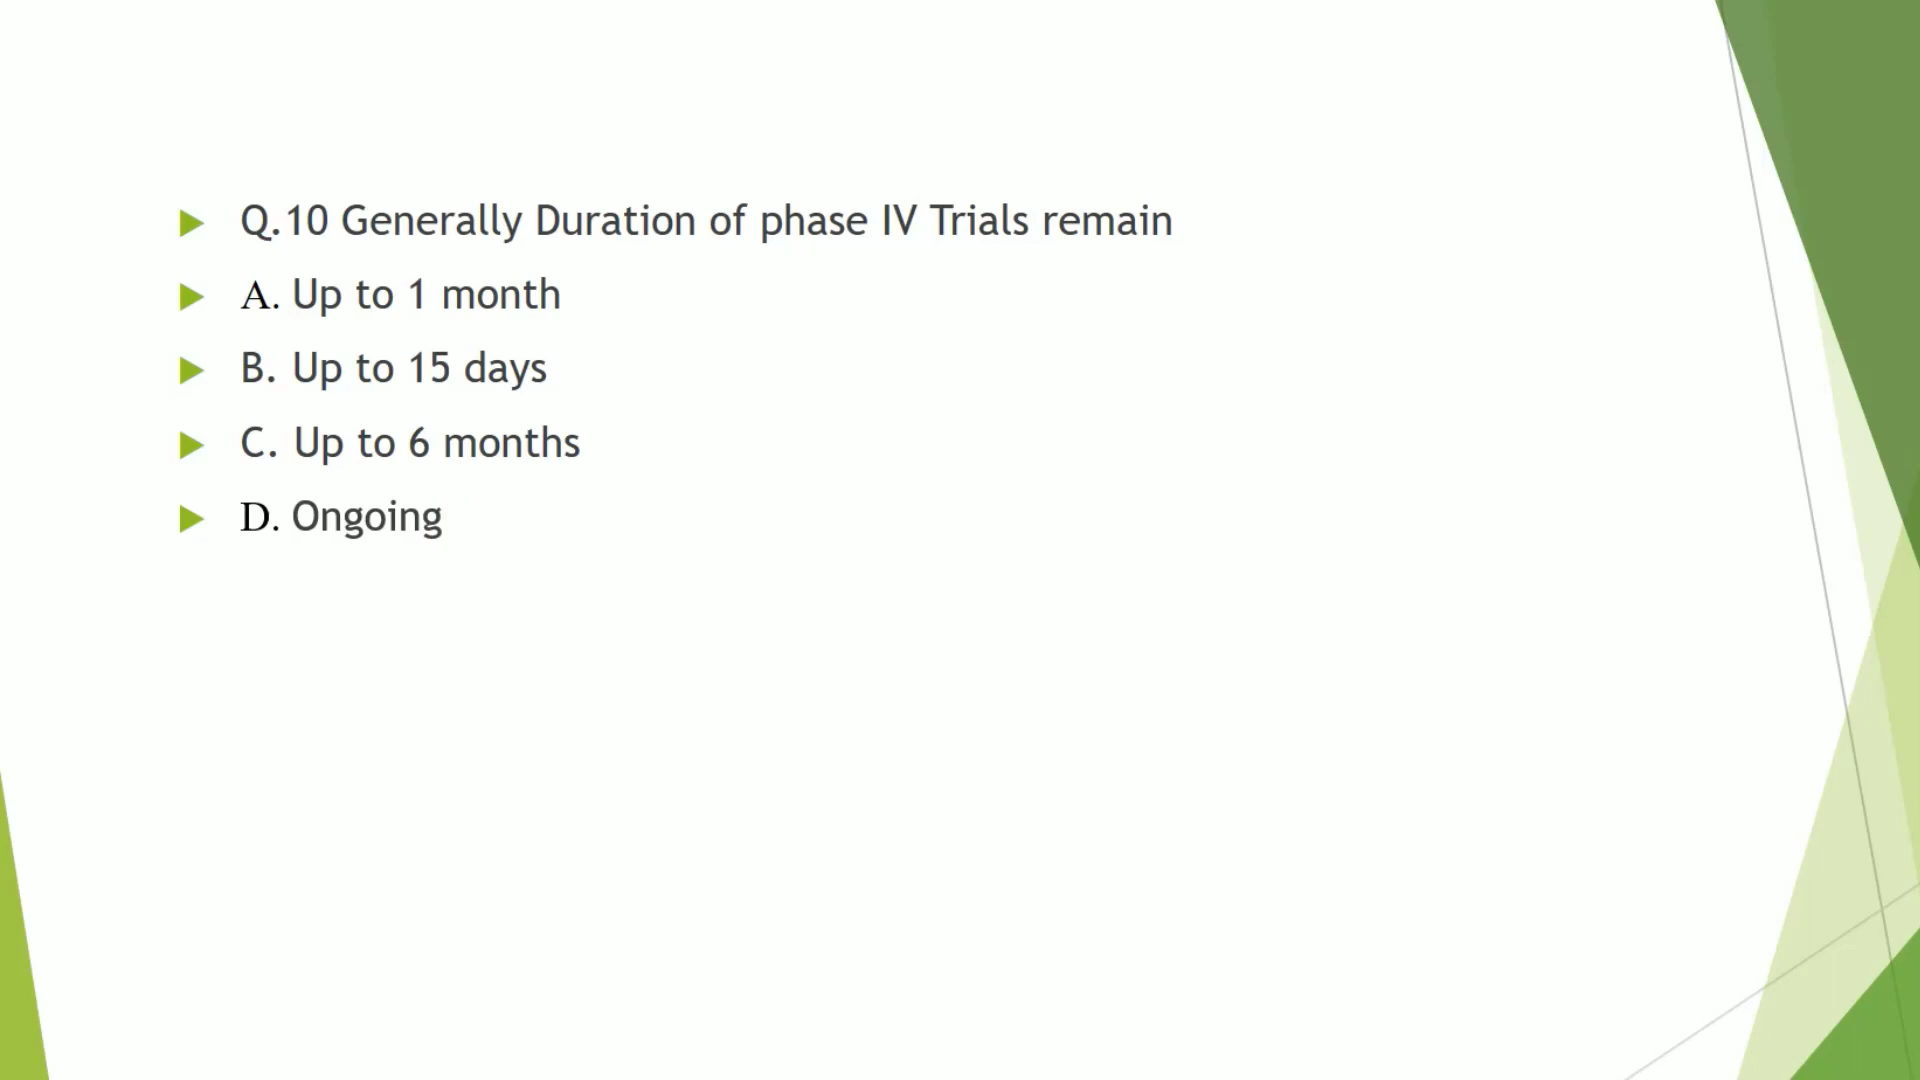 Q.10 Generally Duration of phase IV Trials remain
A. Up to 1 month
B. Up to 15 days
C. Up to 6 months
D. Ongoing